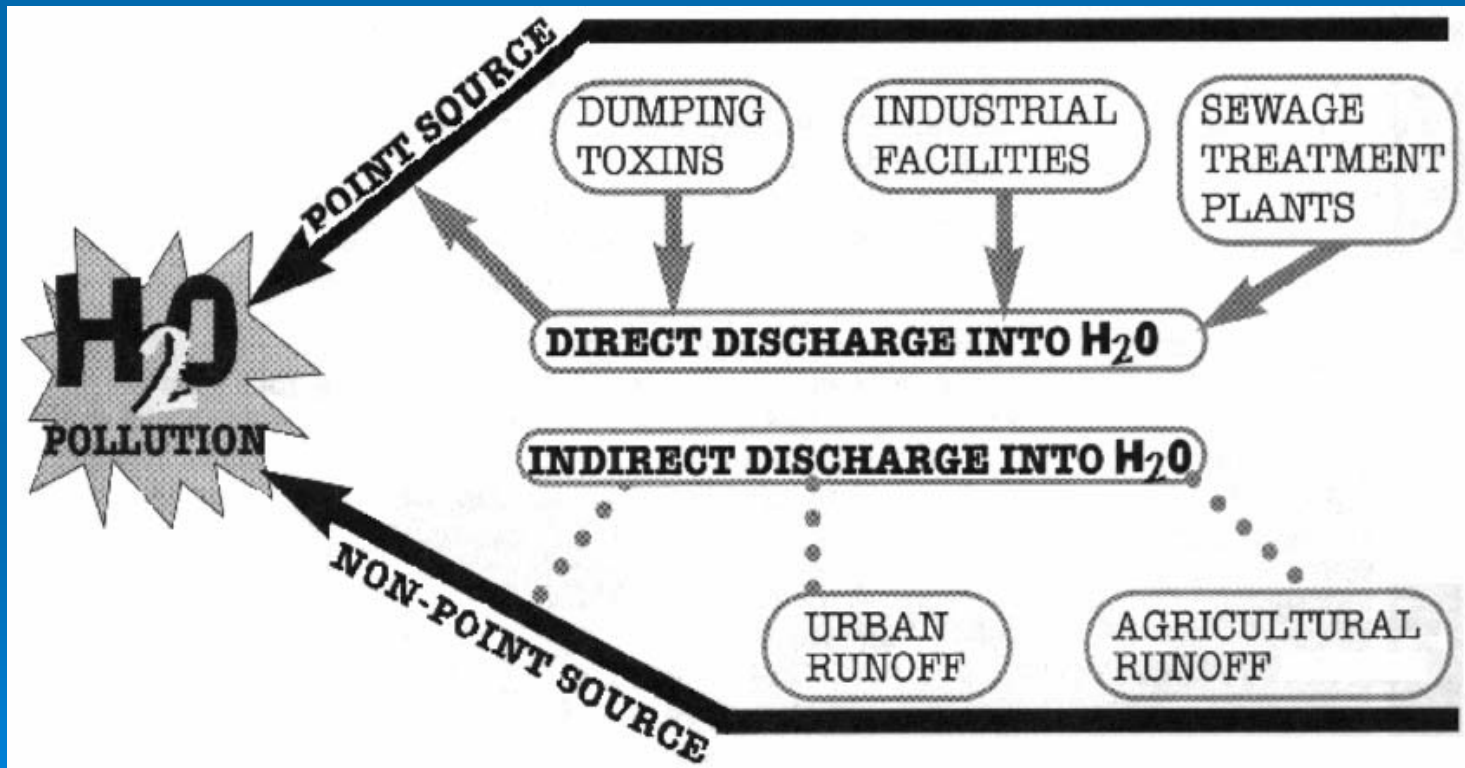 POINT SOURCE
DUMPING
TOXINS
INDUSTRIAL
FACILITIES
SEWAGE
TREATMENT
PLANTS
DIRECT DISCHARGE INTO H₂O
H₂O
POLLUTION
INDIRECT DISCHARGE INTO H₂O
NON-POINT SOURCE
URBAN
RUNOFF
AGRICULTURAL
RUNOFF